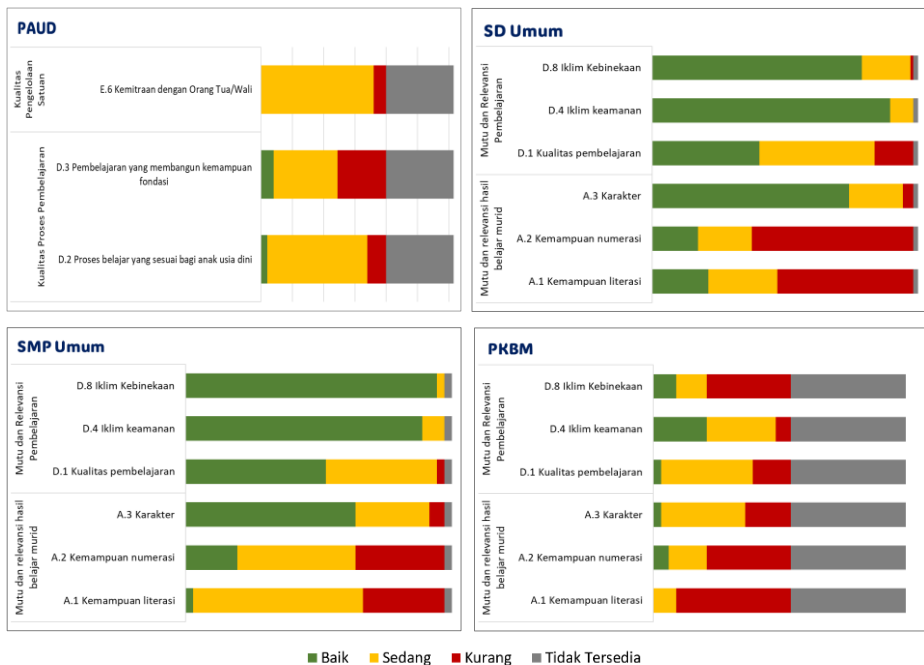 PAUD
Kualitas
Pengelolaan
Satuan
E.6 Kemitraan dengan Orang Tua/Wali
Kualitas Proses Pembelajaran
D.3 Pembelajaran yang membangun kemampuan
fondasi
D.2 Proses belajar yang sesuai bagi anak usia dini
SD Umum
Mutu dan Relevansi
Pembelajaran
D.8 Iklim Kebinekaan
D.4 Iklim keamanan
D.1 Kualitas pembelajaran
Mutu dan relevansi hasil
belajar murid
A.3 Karakter
A.2 Kemampuan numerasi
A.1 Kemampuan literasi
SMP Umum
Mutu dan Relevansi
Pembelajaran
D.8 Iklim Kebinekaan
D.4 Iklim keamanan
D.1 Kualitas pembelajaran
Mutu dan relevansi hasil
belajar murid
A.3 Karakter
A.2 Kemampuan numerasi
A.1 Kemampuan literasi
PKBM
Mutu dan Relevansi
Pembelajaran
D.8 Iklim Kebinekaan
D.4 Iklim keamanan
D.1 Kualitas pembelajaran
Mutu dan relevansi hasil
belajar murid
A.3 Karakter
A.2 Kemampuan numerasi
A.1 Kemampuan literasi
Baik Sedang Kurang Tidak Tersedia